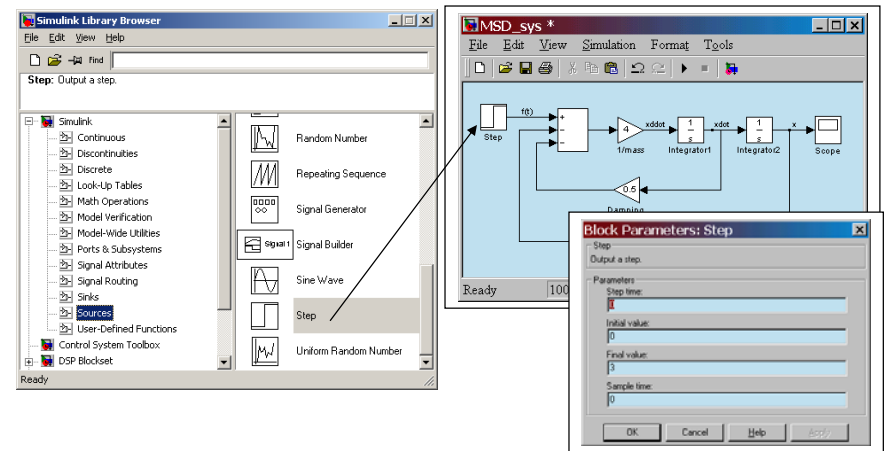 Simulink Library Browser
File Edit View Help
Find
Step: Output a step.
Simulink
Continuous
Discontinuities
Discrete
Look-Up Tables
Math Operations
Model Verification
Model-Wide Utilities
Ports & Subsystems
Signal Attributes
Signal Routing
Sinks
Sources
User-Defined Functions
Control System Toolbox
DSP Blockset
Random Number
Repeating Sequence
Signal Generator
Signal 1 Signal Builder
Sine Wave
Step
Uniform Random Number
Ready
MSD_sys *
File Edit View Simulation Format Tools
f(t) xddot xdot x
+
−
−
4
1
s
1
s
Step 1/mass Integrator1 Integrator2 Scope
0.5
Damping
Ready 100
Block Parameters: Step
Step
Output a step.
Parameters
Step time:
Initial value:
0
Final value:
3
Sample time:
0
OK Cancel Help Apply